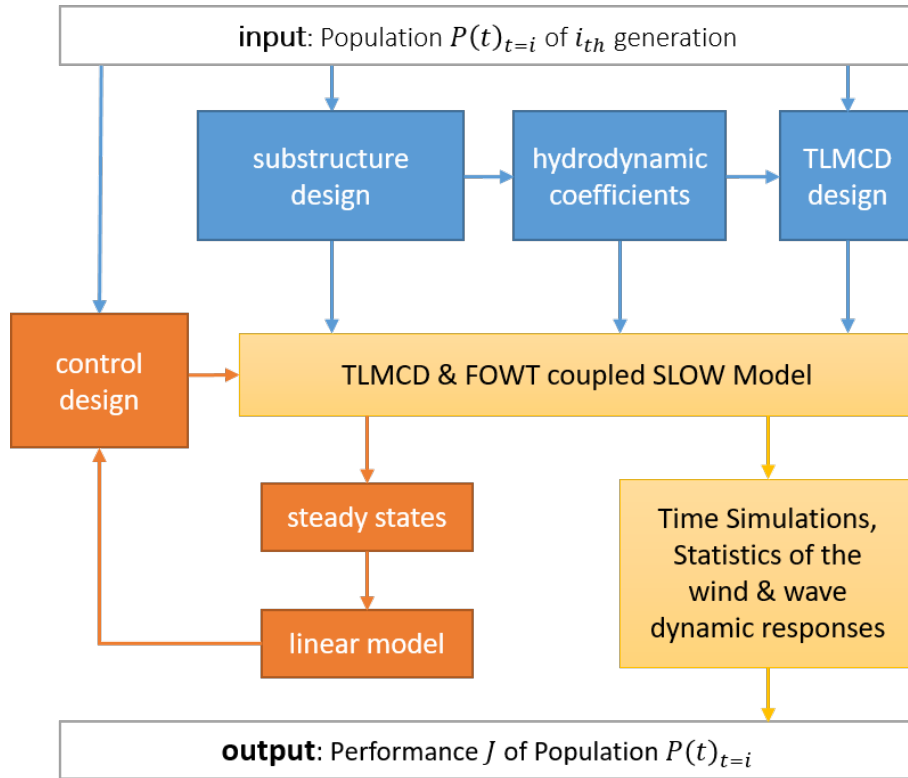 input: Population P(t)_{t=i} of i_{th} generation
substructure
design
hydrodynamic
coefficients
TLMCD
design
control
design
TLMCD & FOWT coupled SLOW Model
steady states
linear model
Time Simulations,
Statistics of the
wind & wave
dynamic responses
output: Performance J of Population P(t)_{t=i}